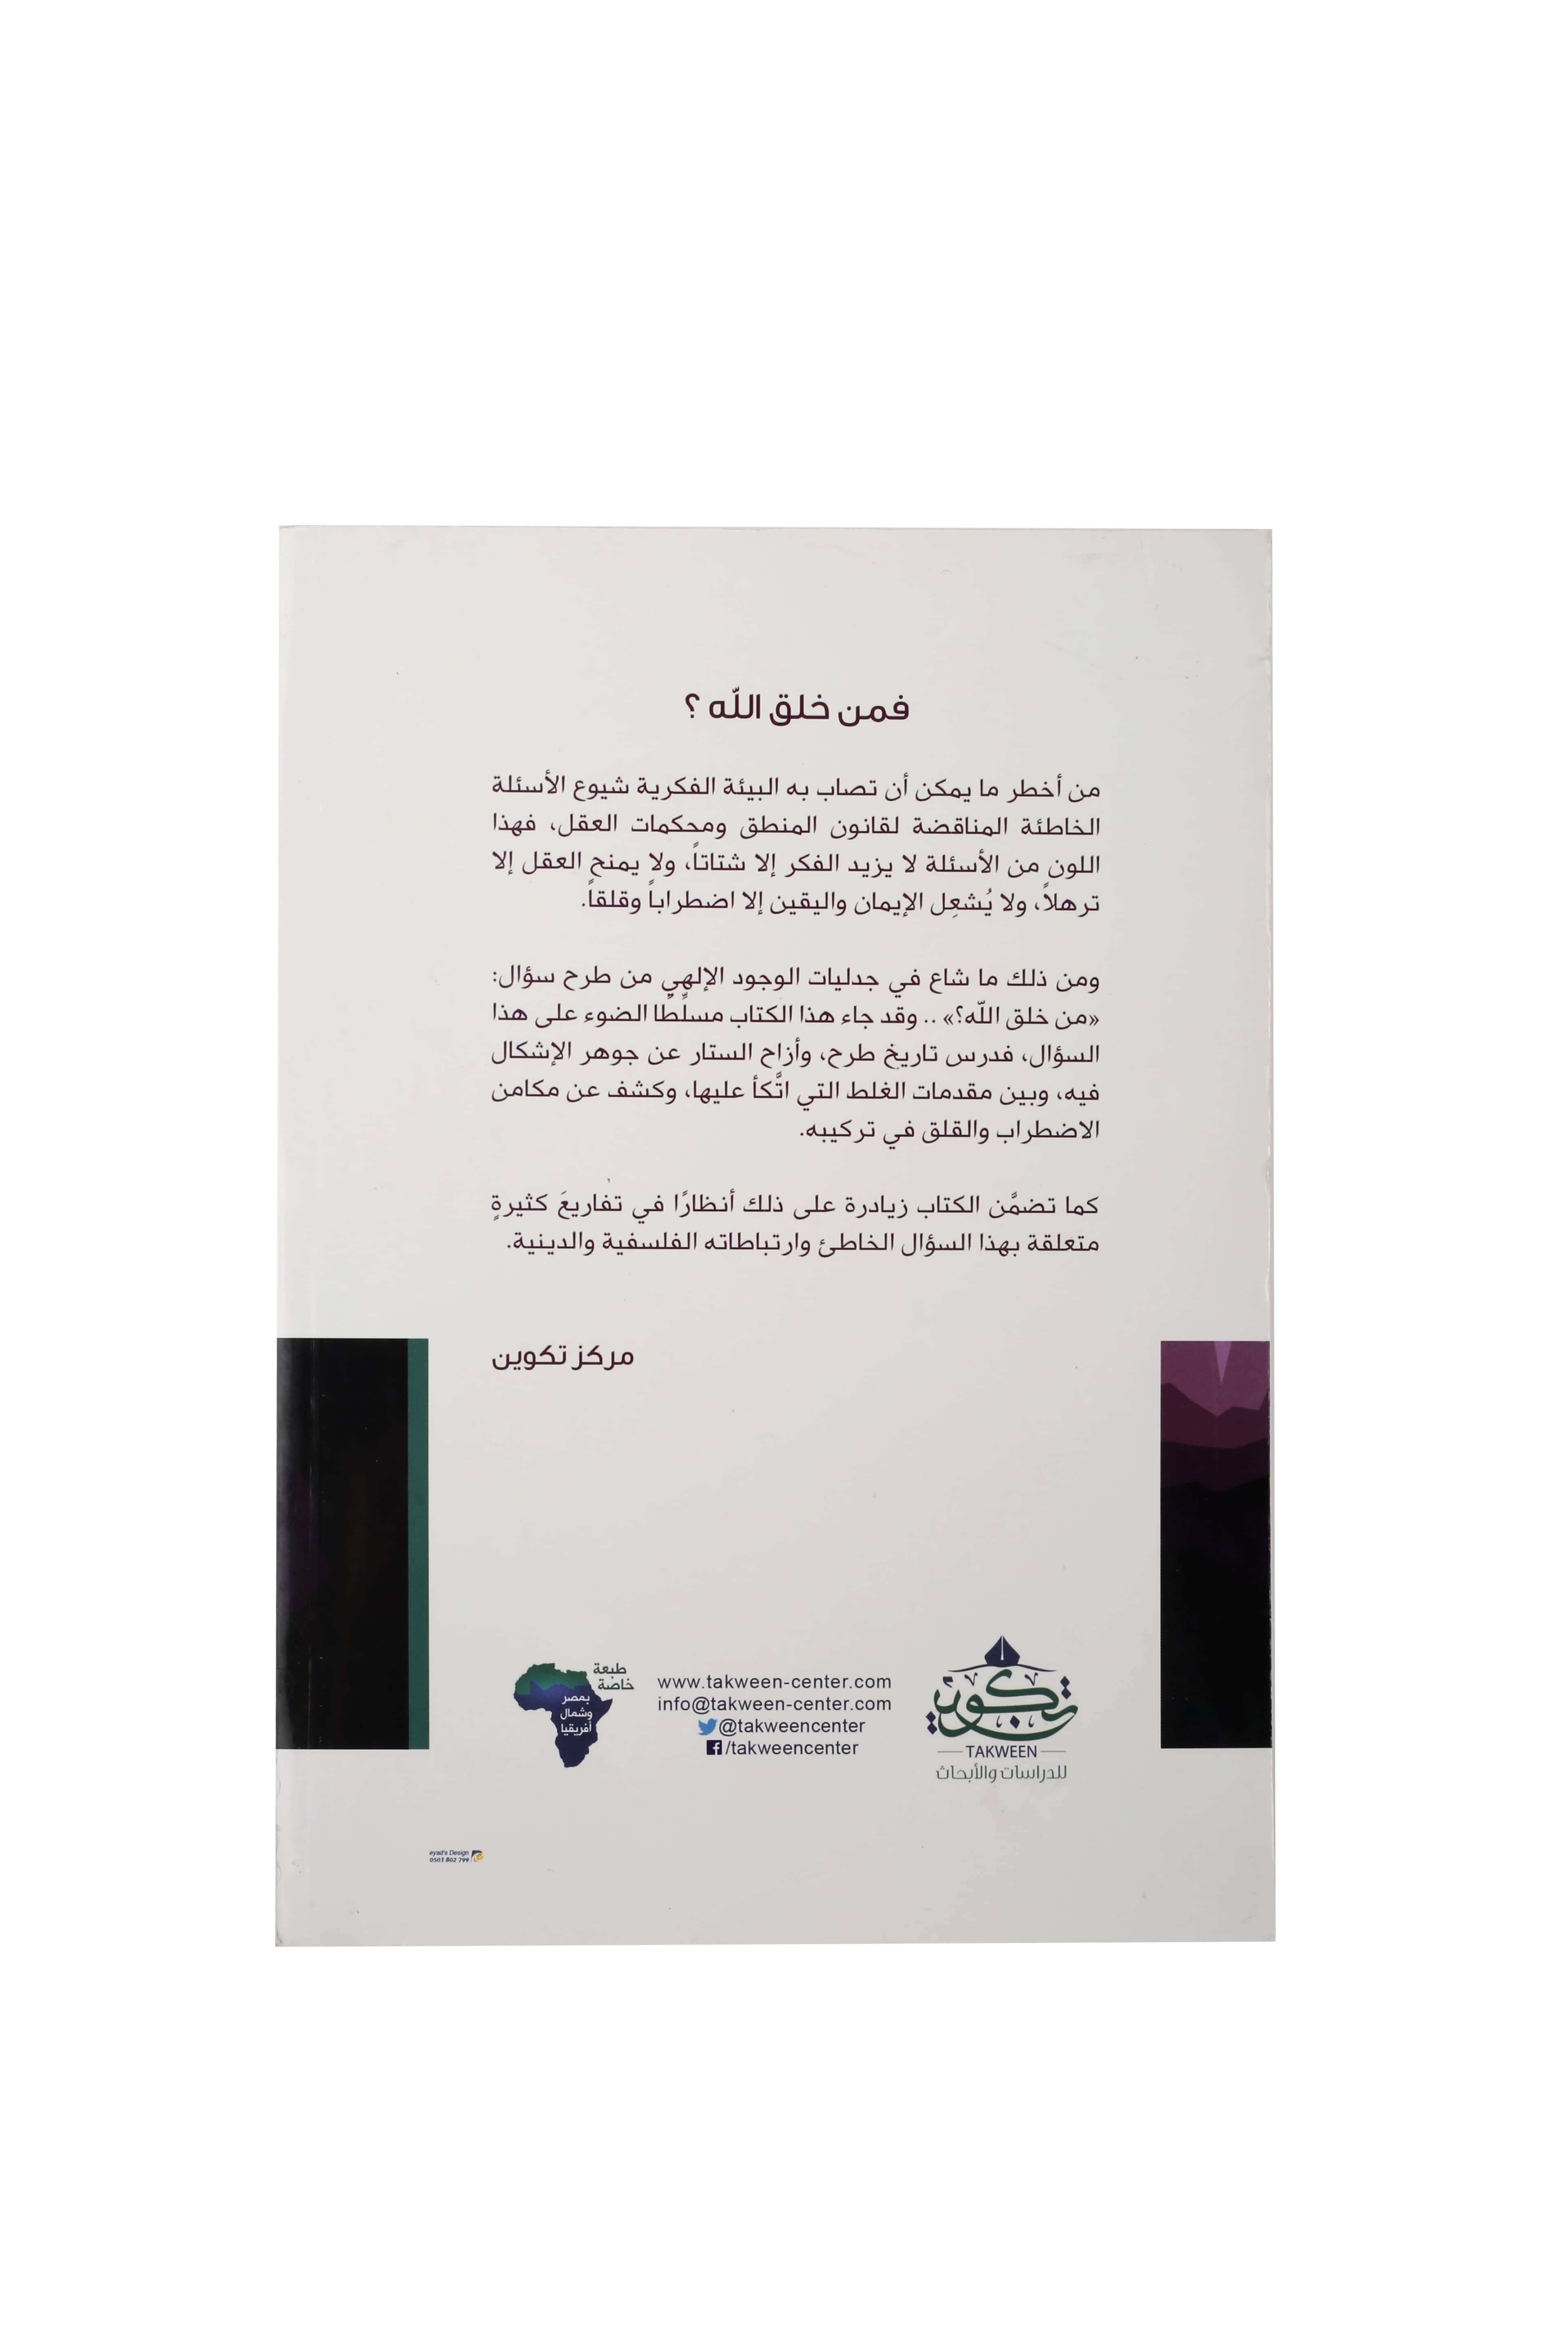 فمن خلق اللّه ؟
من أخطر ما يمكن أن تصاب به البيئة الفكرية شيوع الأسئلة
الخاطئة المناقضة لقانون المنطق ومحكمات العقل، فهذا
اللون من الأسئلة لا يزيد الفكر إلا شتاتاً، ولا يمنح العقل إلا
ترهلاً، ولا يُشعِل الإيمان واليقين إلا اضطراباً وقلقاً.
ومن ذلك ما شاع في جدليات الوجود الإلهي من طرح سؤال:
«من خلق اللّه؟» .. وقد جاء هذا الكتاب مسلِّطًا الضوء على هذا
السؤال، فدرس تاريخ طرح، وأزاح الستار عن جوهر الإشكال
فيه، وبين مقدمات الغلط التي اتَّكأ عليها، وكشف عن مكامن
الاضطراب والقلق في تركيبه.
كما تضمَّن الكتاب زيادرة على ذلك أنظارًا في تفاريعَ كثيرةٍ
متعلقة بهذا السؤال الخاطئ وارتباطاته الفلسفية والدينية.
مركز تكوين
تكوين
TAKWEEN
للدراسات والأبحاث
www.takween-center.com
info@takween-center.com
@takweencenter
/takweencenter
طبعة
خاصة
بمصر
وشمال
أفريقيا
eyad's Design
0503 802 799